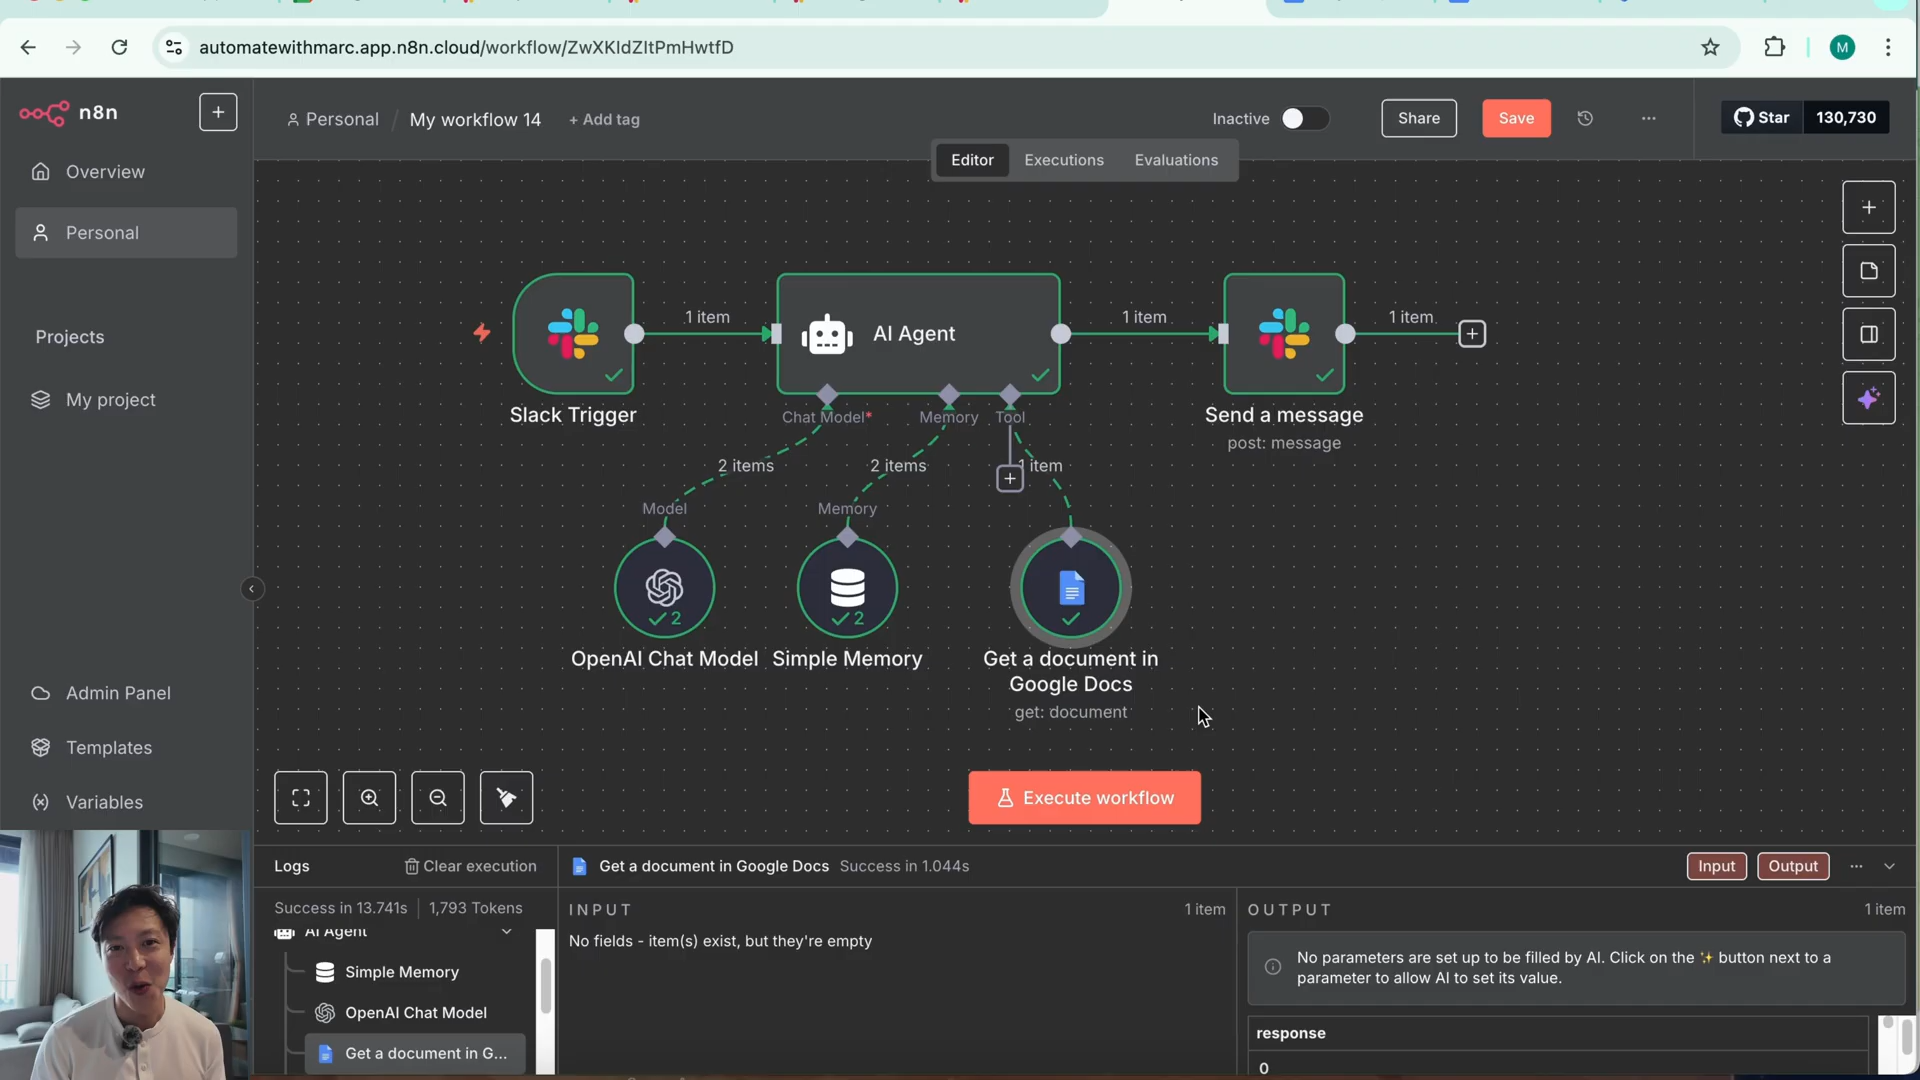 automatewithmarc.app.n8n.cloud/workflow/ZwXKIdZItPmHwtfD
M
n8n
Personal / My workflow 14 + Add tag
Inactive
Share
Save
Star 130,730
Editor Executions Evaluations
Overview
Personal
Projects
My project
Admin Panel
Templates
Variables
1 item
AI Agent
1 item
1 item
Slack Trigger
Chat Model*
Memory
Tool
Send a message
post: message
2 items
2 items
1 item
Model
Memory
2
2
OpenAI Chat Model
Simple Memory
Get a document in
Google Docs
get: document
Execute workflow
Logs
Clear execution
Get a document in Google Docs Success in 1.044s
Input
Output
Success in 13.741s 1,793 Tokens
AI Agent
Simple Memory
OpenAI Chat Model
Get a document in G...
INPUT
1 item
No fields - item(s) exist, but they're empty
OUTPUT
1 item
No parameters are set up to be filled by AI. Click on the ✨ button next to a
parameter to allow AI to set its value.
response
0